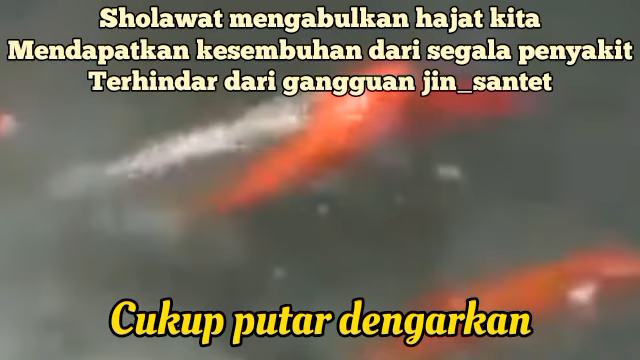 Sholawat mengabulkan hajat kita
Mendapatkan kesembuhan dari segala penyakit
Terhindar dari gangguan jin_santet
Cukup putar dengarkan